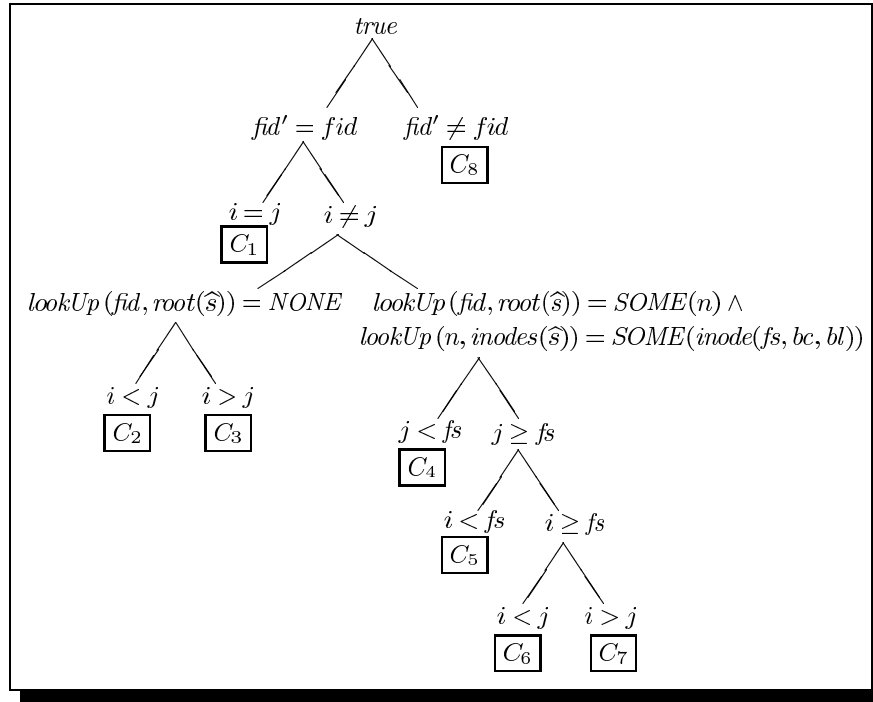 true
fid′ = fid fid′ ≠ fid
C8
i = j i ≠ j
C1
lookUp (fid, root(ŝ)) = NONE lookUp (fid, root(ŝ)) = SOME(n) ∧
lookUp (n, inodes(ŝ)) = SOME(inode(fs, bc, bl))
i < j i > j
C2 C3
j < fs j ≥ fs
C4
i < fs i ≥ fs
C5
i < j i > j
C6 C7